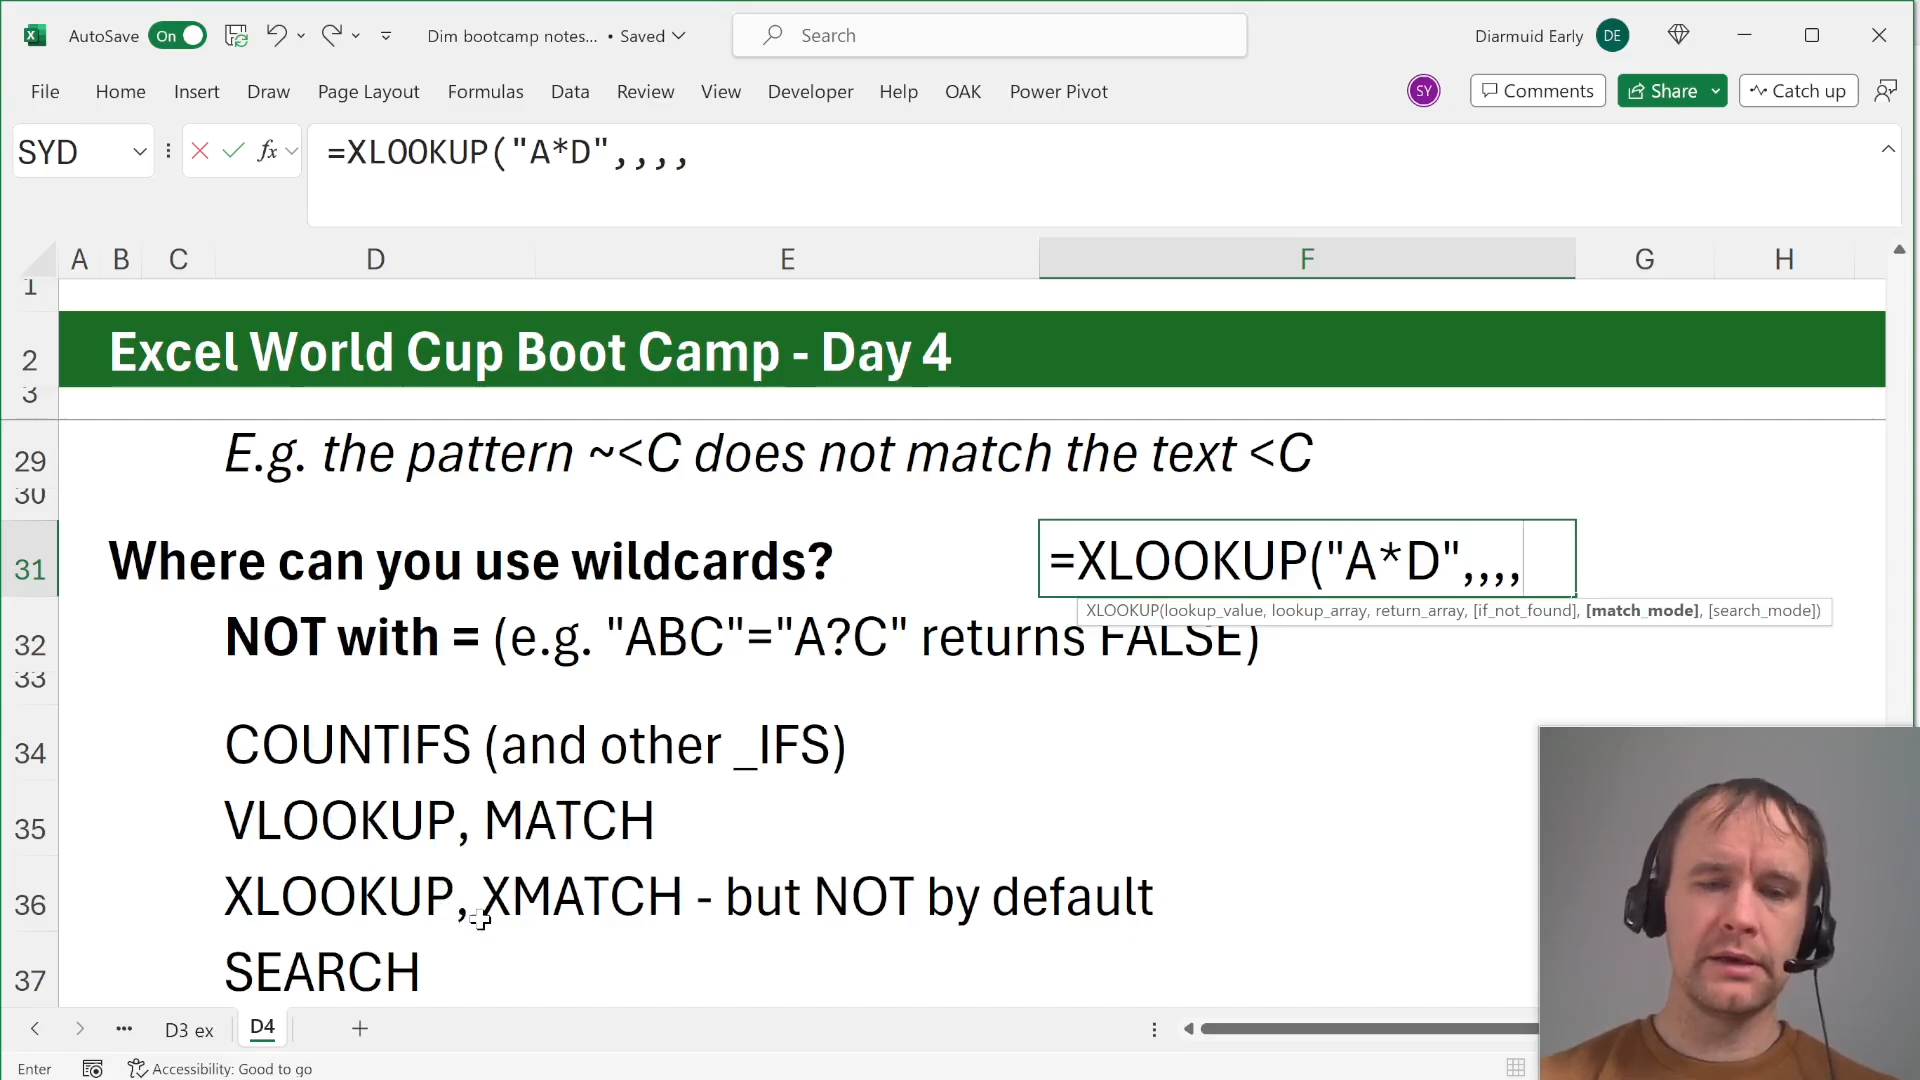 AutoSave On Dim bootcamp notes... • Saved Search Diarmuid Early DE
File Home Insert Draw Page Layout Formulas Data Review View Developer Help OAK Power Pivot SY Comments Share Catch up
SYD fx =XLOOKUP("A*D",,,,
A B C D E F G H
1
2 Excel World Cup Boot Camp - Day 4
3
29 E.g. the pattern ~<C does not match the text <C
30
31 Where can you use wildcards? =XLOOKUP("A*D",,,,
XLOOKUP(lookup_value, lookup_array, return_array, [if_not_found], [match_mode], [search_mode])
32 NOT with = (e.g. "ABC"="A?C" returns FALSE)
33
34 COUNTIFS (and other _IFS)
35 VLOOKUP, MATCH
36 XLOOKUP, XMATCH - but NOT by default
37 SEARCH
... D3 ex D4 +
Enter Accessibility: Good to go